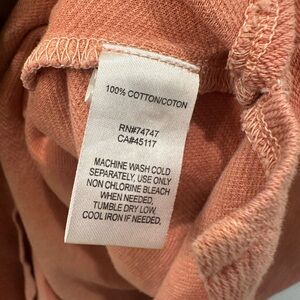 100% COTTON/COTON
RN#74747
CA#45117
MACHINE WASH COLD
SEPARATELY, USE ONLY
NON CHLORINE BLEACH
WHEN NEEDED,
TUMBLE DRY LOW,
COOL IRON IF NEEDED.